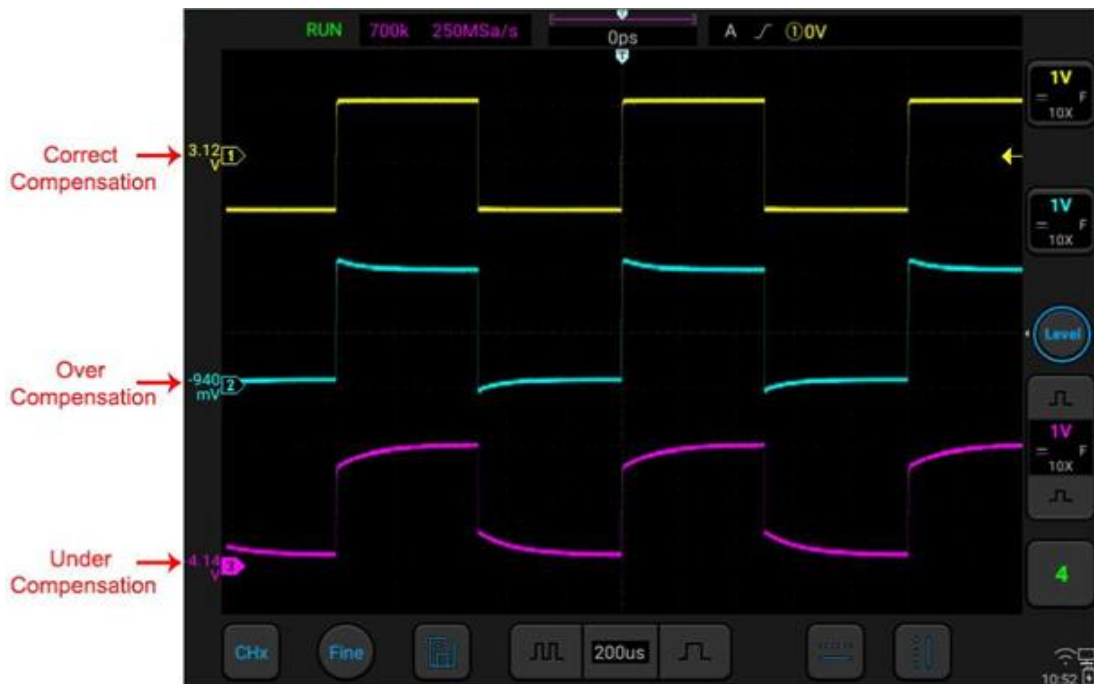 RUN 700k 250MSa/s 0ps A ①0V
T
T
1V
F
10X
Correct
Compensation
3.12
V
1
1V
F
10X
Level
Over
Compensation
-940
mV
2
1V
F
10X
Under
Compensation
-4.14
V
3
4
CHx Fine 200us
10:52